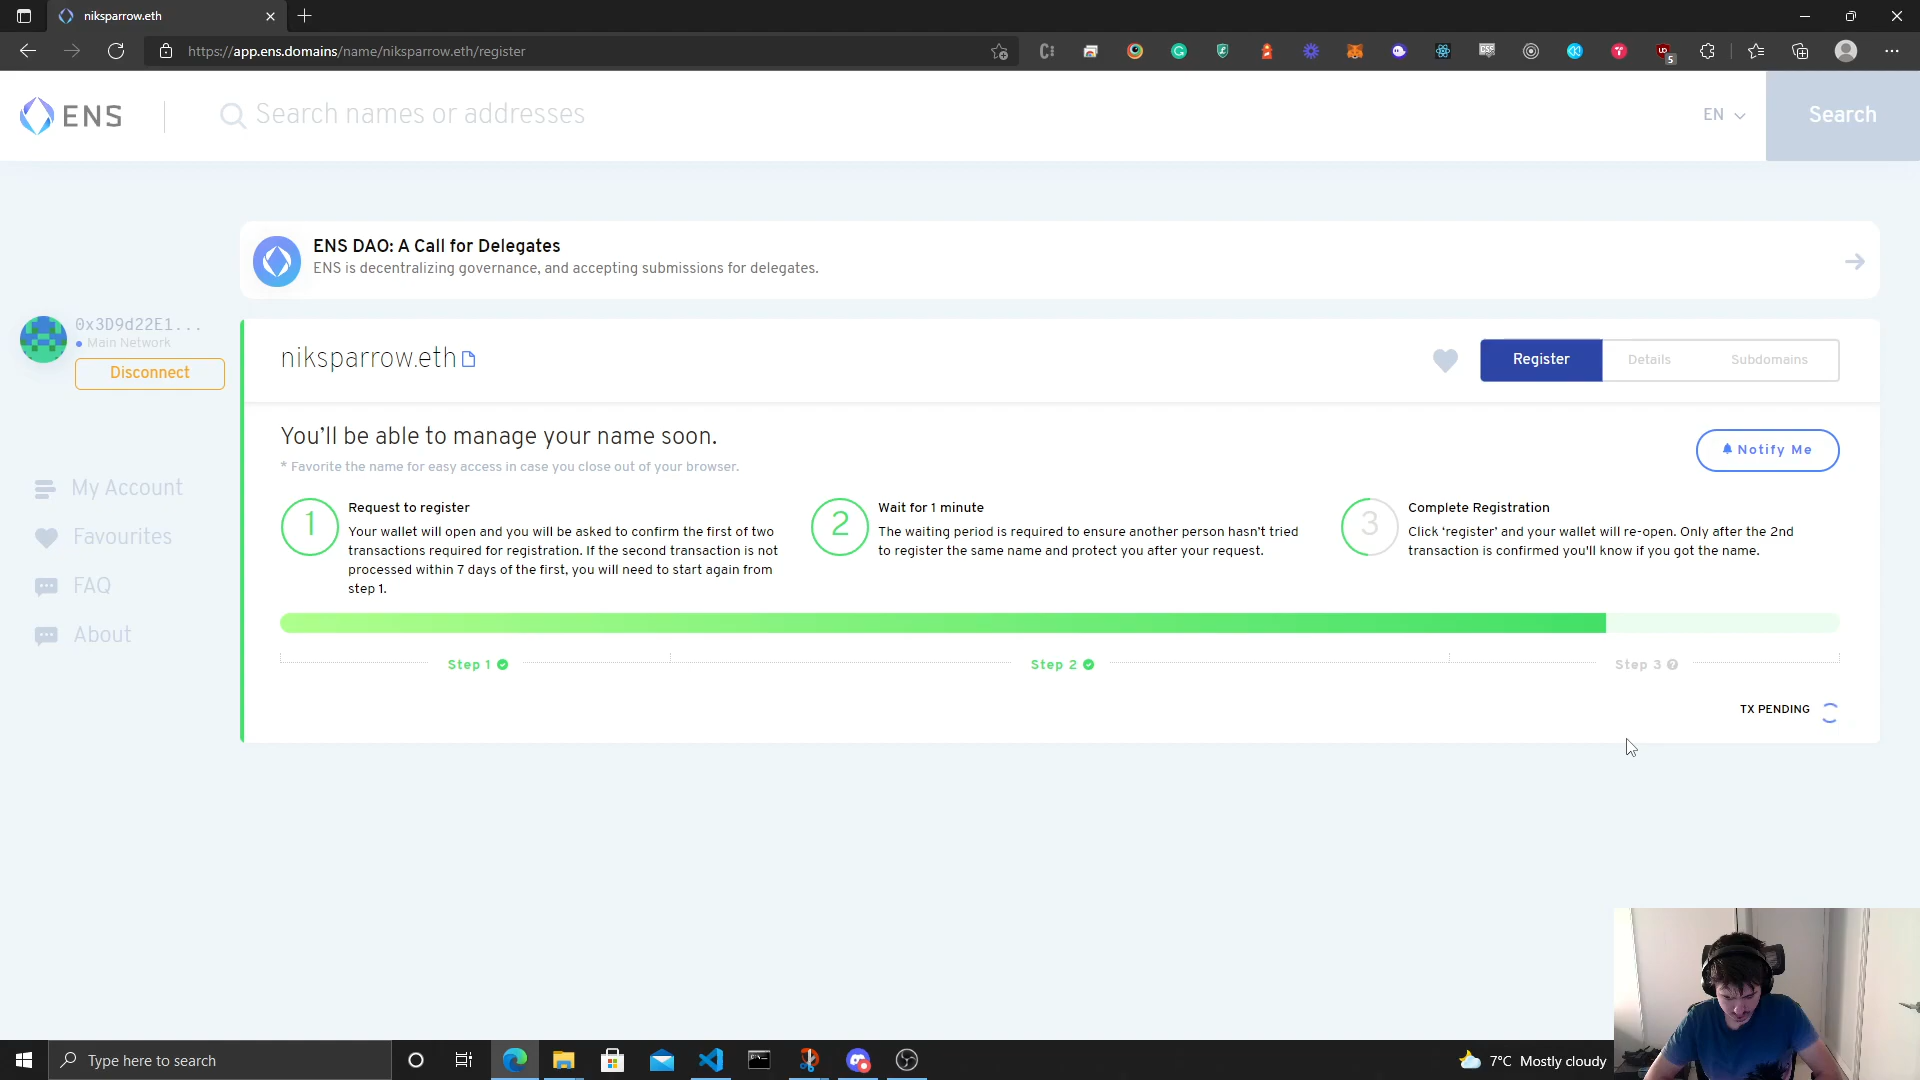 niksparrow.eth
https://app.ens.domains/name/niksparrow.eth/register
5
ENS
Search names or addresses
EN
Search
ENS DAO: A Call for Delegates
ENS is decentralizing governance, and accepting submissions for delegates.
0x3D9d22E1...
Main Network
Disconnect
niksparrow.eth
Register
Details
Subdomains
You'll be able to manage your name soon.
* Favorite the name for easy access in case you close out of your browser.
Notify Me
My Account
Favourites
FAQ
About
1
Request to register
Your wallet will open and you will be asked to confirm the first of two
transactions required for registration. If the second transaction is not
processed within 7 days of the first, you will need to start again from
step 1.
2
Wait for 1 minute
The waiting period is required to ensure another person hasn't tried
to register the same name and protect you after your request.
3
Complete Registration
Click ‘register’ and your wallet will re-open. Only after the 2nd
transaction is confirmed you'll know if you got the name.
Step 1
Step 2
Step 3
TX PENDING
Type here to search
7°C Mostly cloudy